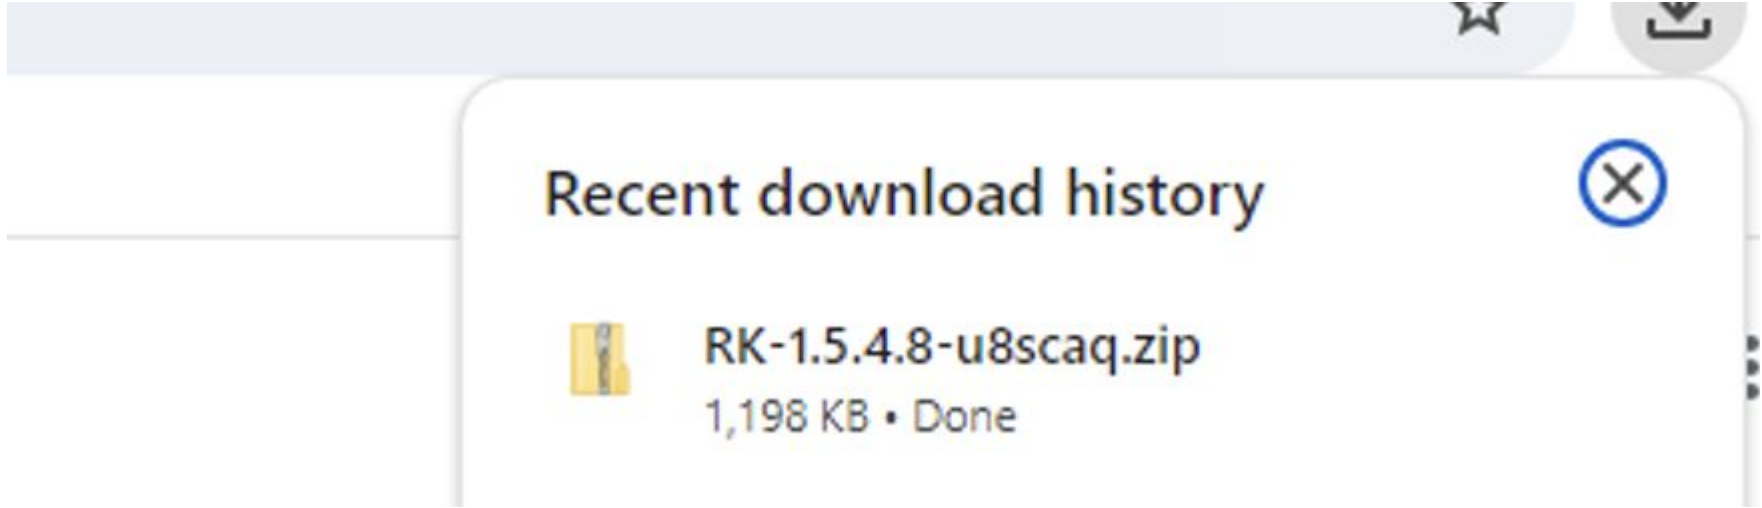 Recent download history
RK-1.5.4.8-u8scaq.zip
1,198 KB • Done